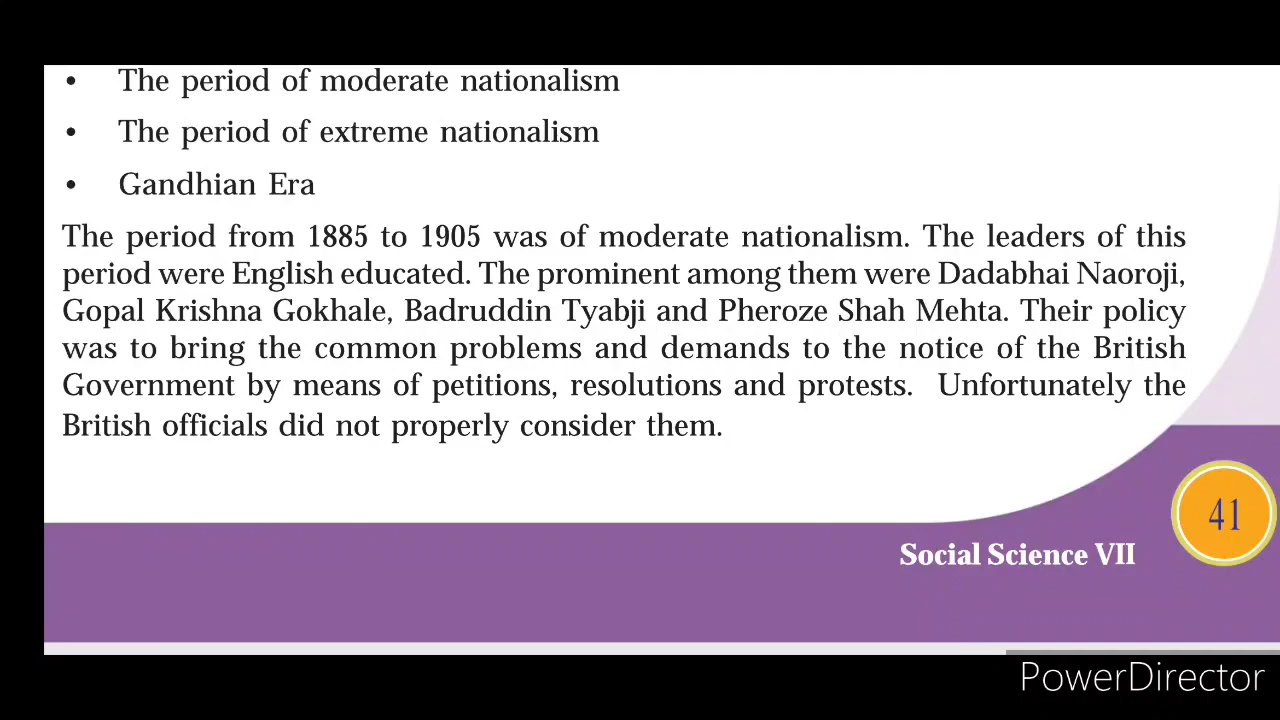 • The period of moderate nationalism
• The period of extreme nationalism
• Gandhian Era
The period from 1885 to 1905 was of moderate nationalism. The leaders of this
period were English educated. The prominent among them were Dadabhai Naoroji,
Gopal Krishna Gokhale, Badruddin Tyabji and Pheroze Shah Mehta. Their policy
was to bring the common problems and demands to the notice of the British
Government by means of petitions, resolutions and protests. Unfortunately the
British officials did not properly consider them.
41
Social Science VII
PowerDirector